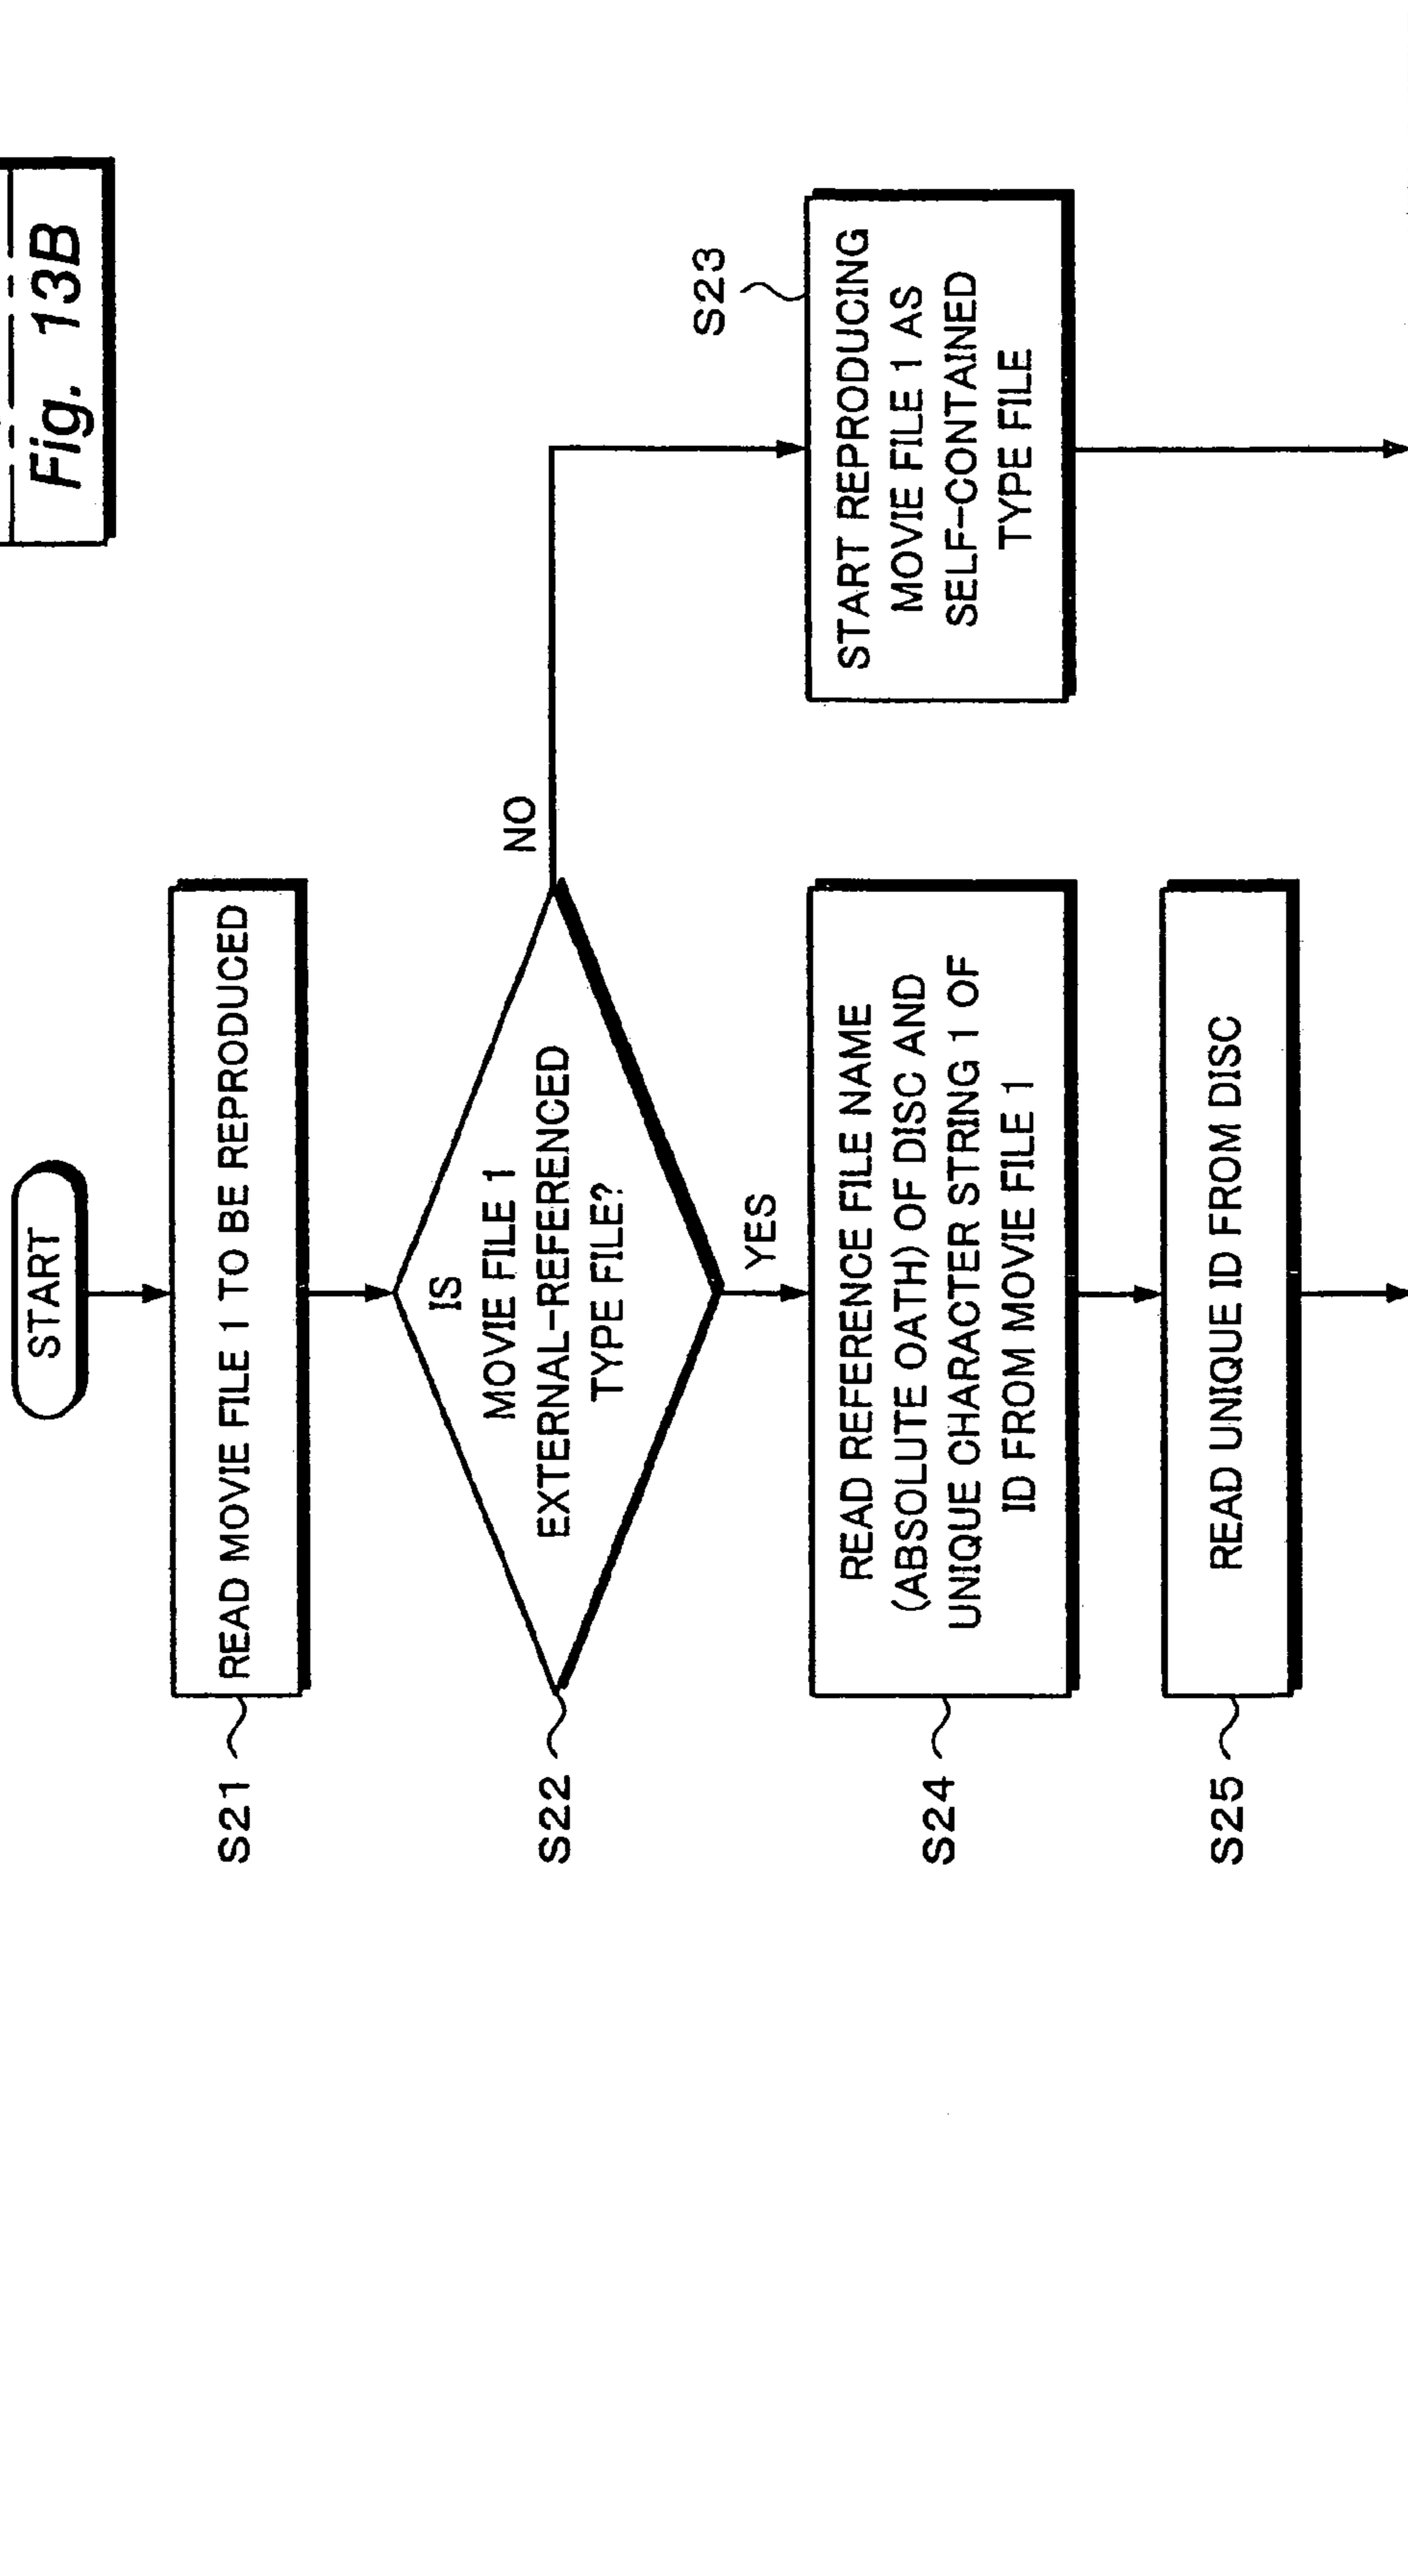 Fig. 13B
START
S21
READ MOVIE FILE 1 TO BE REPRODUCED
S22
IS
MOVIE FILE 1
EXTERNAL-REFERENCED
TYPE FILE?
NO
YES
S23
START REPRODUCING
MOVIE FILE 1 AS
SELF-CONTAINED
TYPE FILE
S24
READ REFERENCE FILE NAME
(ABSOLUTE OATH) OF DISC AND
UNIQUE CHARACTER STRING 1 OF
ID FROM MOVIE FILE 1
S25
READ UNIQUE ID FROM DISC